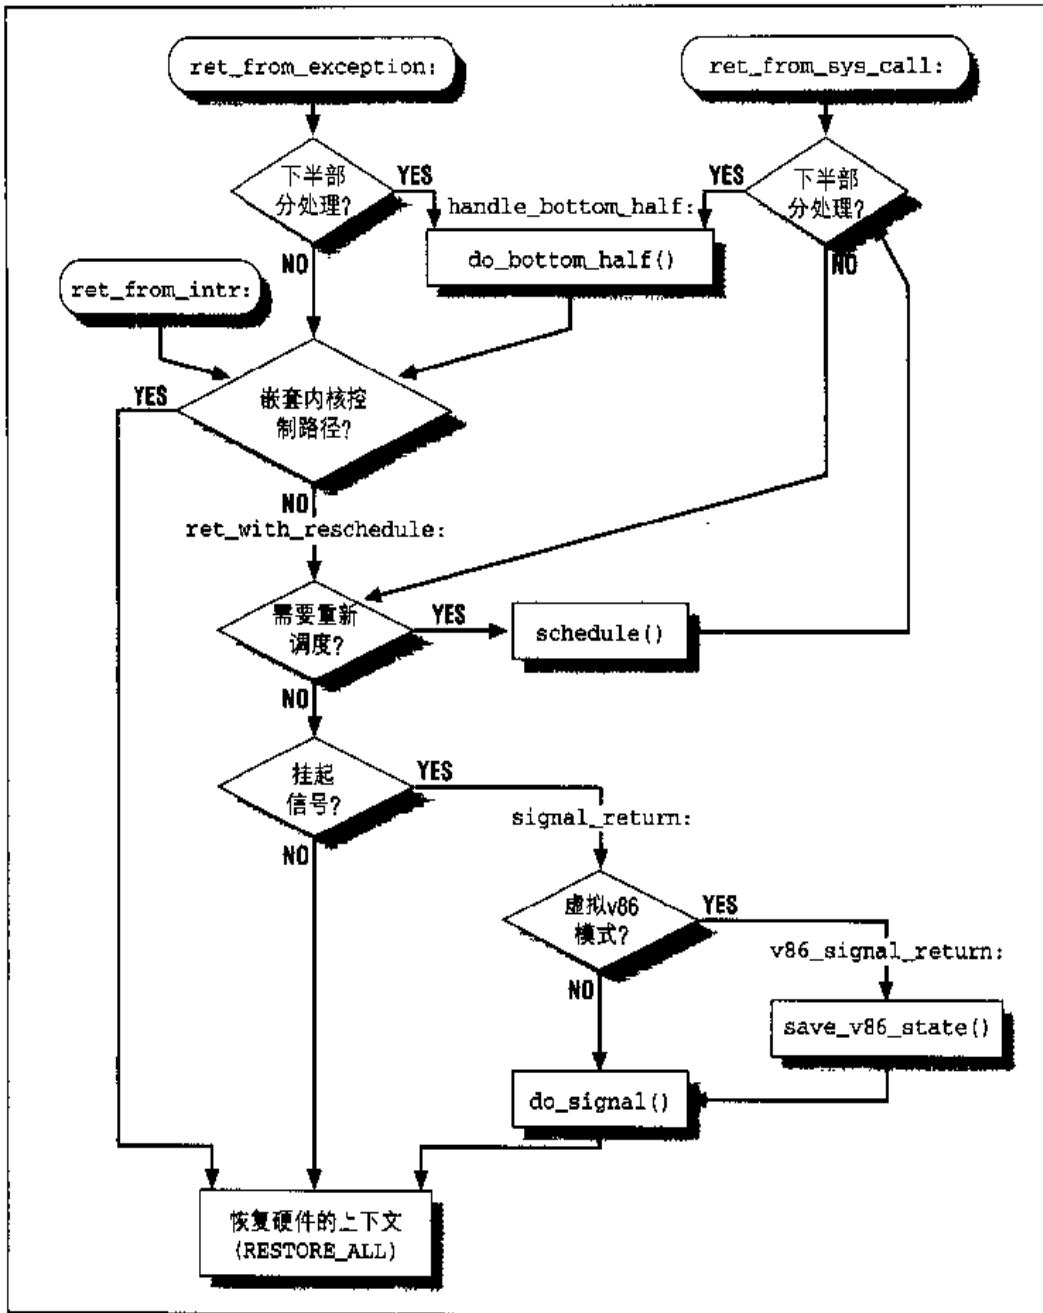 ret_from_exception:
ret_from_sys_call:
下半部
分处理?
YES
YES
下半部
分处理?
handle_bottom_half:
do_bottom_half()
NO
NO
ret_from_intr:
YES
嵌套内核控
制路径?
NO
ret_with_reschedule:
需要重新
调度?
YES
schedule()
NO
挂起
信号?
YES
signal_return:
NO
虚拟v86
模式?
YES
v86_signal_return:
NO
save_v86_state()
do_signal()
恢复硬件的上下文
(RESTORE_ALL)